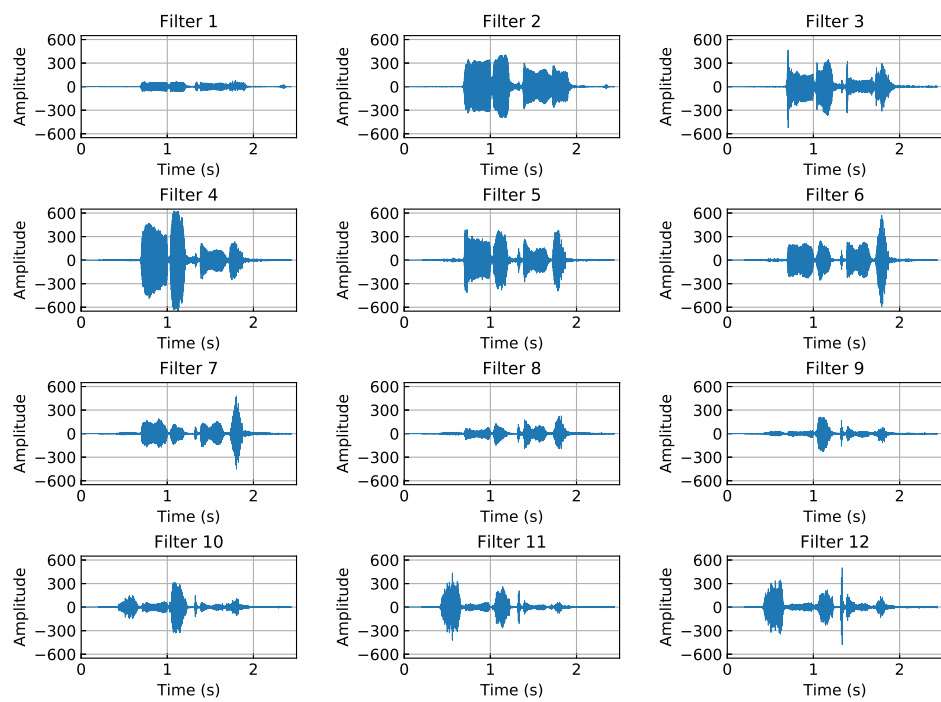 Filter 1 Filter 2 Filter 3
Amplitude 600 300 0 −300 −600 Amplitude 600 300 0 −300 −600 Amplitude 600 300 0 −300 −600
0 1 2 0 1 2 0 1 2
Time (s) Time (s) Time (s)
Filter 4 Filter 5 Filter 6
Amplitude 600 300 0 −300 −600 Amplitude 600 300 0 −300 −600 Amplitude 600 300 0 −300 −600
0 1 2 0 1 2 0 1 2
Time (s) Time (s) Time (s)
Filter 7 Filter 8 Filter 9
Amplitude 600 300 0 −300 −600 Amplitude 600 300 0 −300 −600 Amplitude 600 300 0 −300 −600
0 1 2 0 1 2 0 1 2
Time (s) Time (s) Time (s)
Filter 10 Filter 11 Filter 12
Amplitude 600 300 0 −300 −600 Amplitude 600 300 0 −300 −600 Amplitude 600 300 0 −300 −600
0 1 2 0 1 2 0 1 2
Time (s) Time (s) Time (s)